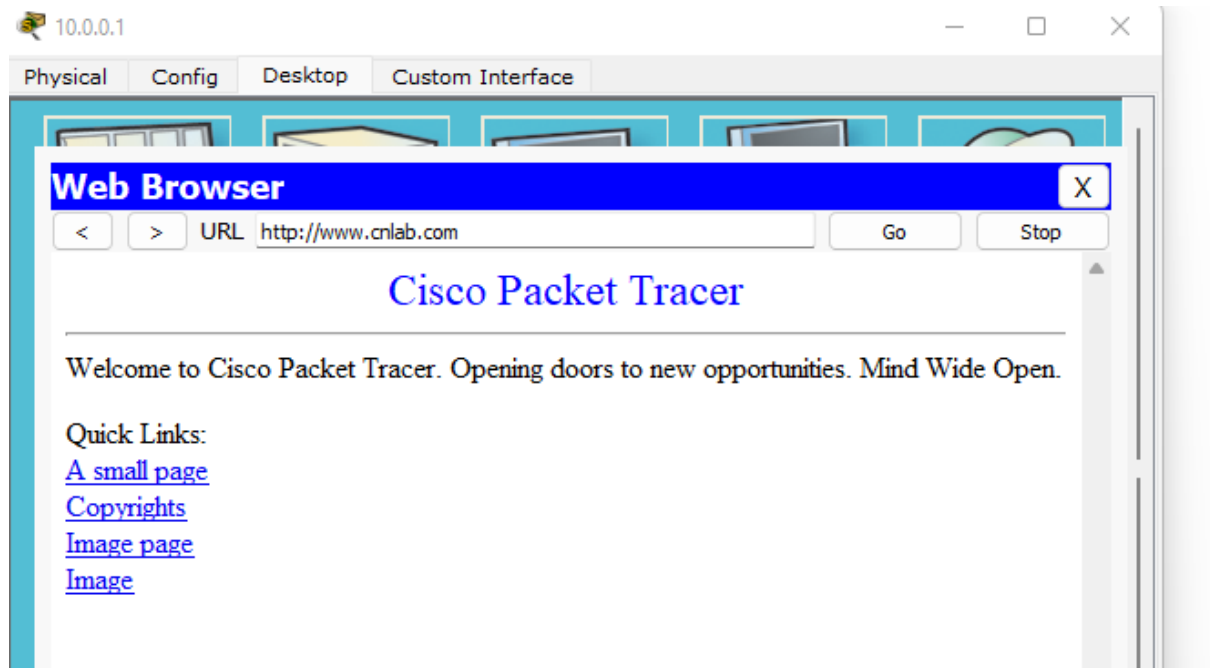 10.0.0.1
Physical Config Desktop Custom Interface
Web Browser X
< > URL http://www.cnlab.com Go Stop
Cisco Packet Tracer
Welcome to Cisco Packet Tracer. Opening doors to new opportunities. Mind Wide Open.
Quick Links:
A small page
Copyrights
Image page
Image